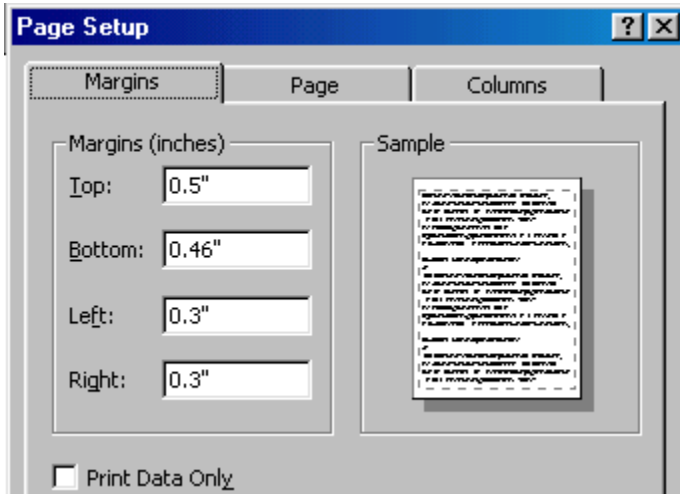 Page Setup
Margins Page Columns
Margins (inches) Sample
Top: 0.5"
Bottom: 0.46"
Left: 0.3"
Right: 0.3"
Print Data Only